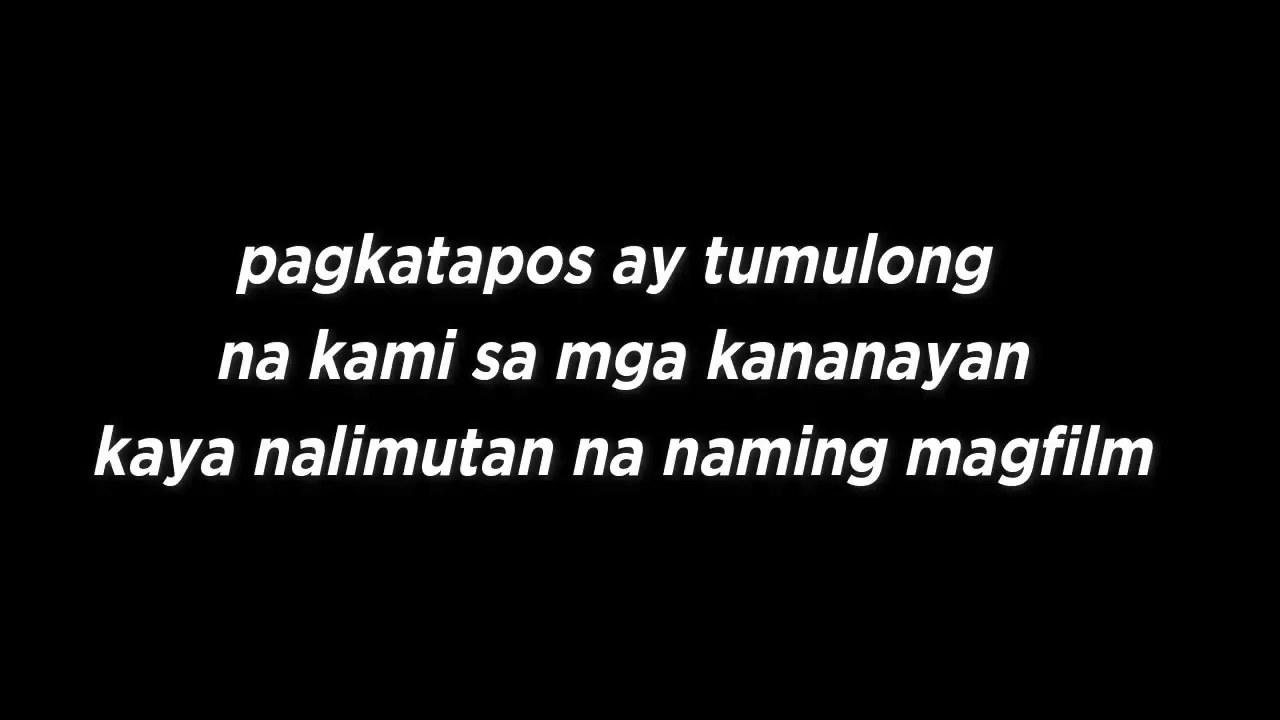 pagkatapos ay tumulong
na kami sa mga kananayan
kaya nalimutan na naming magfilm